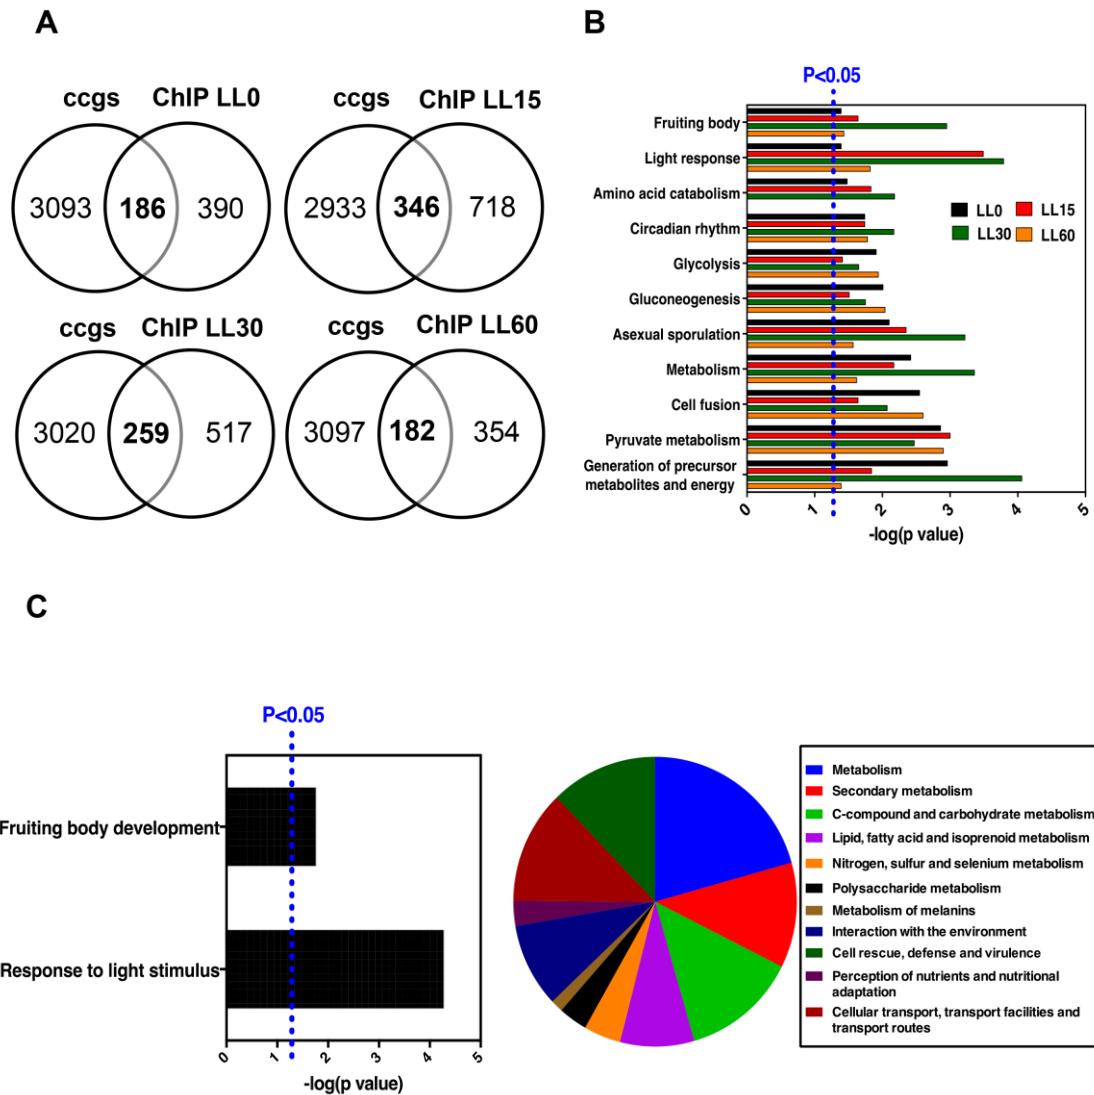 A
ccgs
ChIP LL0
3093
186
390
ccgs
ChIP LL15
2933
346
718
ccgs
ChIP LL30
3020
259
517
ccgs
ChIP LL60
3097
182
354
B
P<0.05
Fruiting body
Light response
Amino acid catabolism
Circadian rhythm
Glycolysis
Gluconeogenesis
Asexual sporulation
Metabolism
Cell fusion
Pyruvate metabolism
Generation of precursor
metabolites and energy
LL0
LL15
LL30
LL60
0 1 2 3 4 5
-log(p value)
C
P<0.05
Fruiting body development
Response to light stimulus
0 1 2 3 4 5
-log(p value)
Metabolism
Secondary metabolism
C-compound and carbohydrate metabolism
Lipid, fatty acid and isoprenoid metabolism
Nitrogen, sulfur and selenium metabolism
Polysaccharide metabolism
Metabolism of melanins
Interaction with the environment
Cell rescue, defense and virulence
Perception of nutrients and nutritional
adaptation
Cellular transport, transport facilities and
transport routes